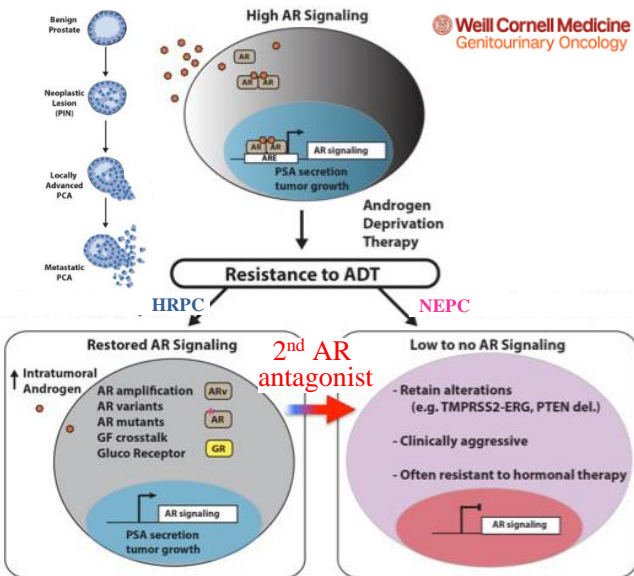 Benign
Prostate
Neoplastic
Lesion
(PIN)
Locally
Advanced
PCA
Metastatic
PCA
High AR Signaling
AR
AR
AR
AR
AR
ARE
AR signaling
PSA secretion
tumor growth
Weill Cornell Medicine
Genitourinary Oncology
Androgen
Deprivation
Therapy
Resistance to ADT
HRPC
NEPC
Restored AR Signaling
Intratumoral
Androgen
AR amplification
AR variants
AR mutants
GF crosstalk
Gluco Receptor
ARv
AR
GR
AR signaling
PSA secretion
tumor growth
2nd AR
antagonist
Low to no AR Signaling
- Retain alterations
(e.g. TMPRSS2-ERG, PTEN del.)
- Clinically aggressive
- Often resistant to hormonal therapy
AR signaling